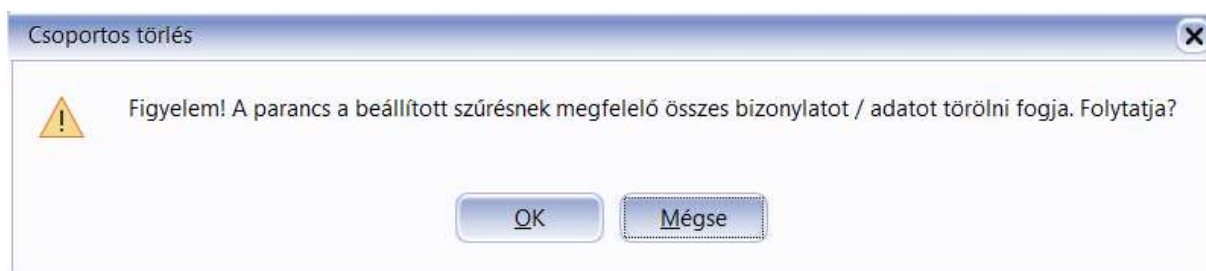 Csoportos törlés
Figyelem! A parancs a beállított szűrésnek megfelelő összes bizonylatot / adatot törölni fogja. Folytatja?
OK
Mégse